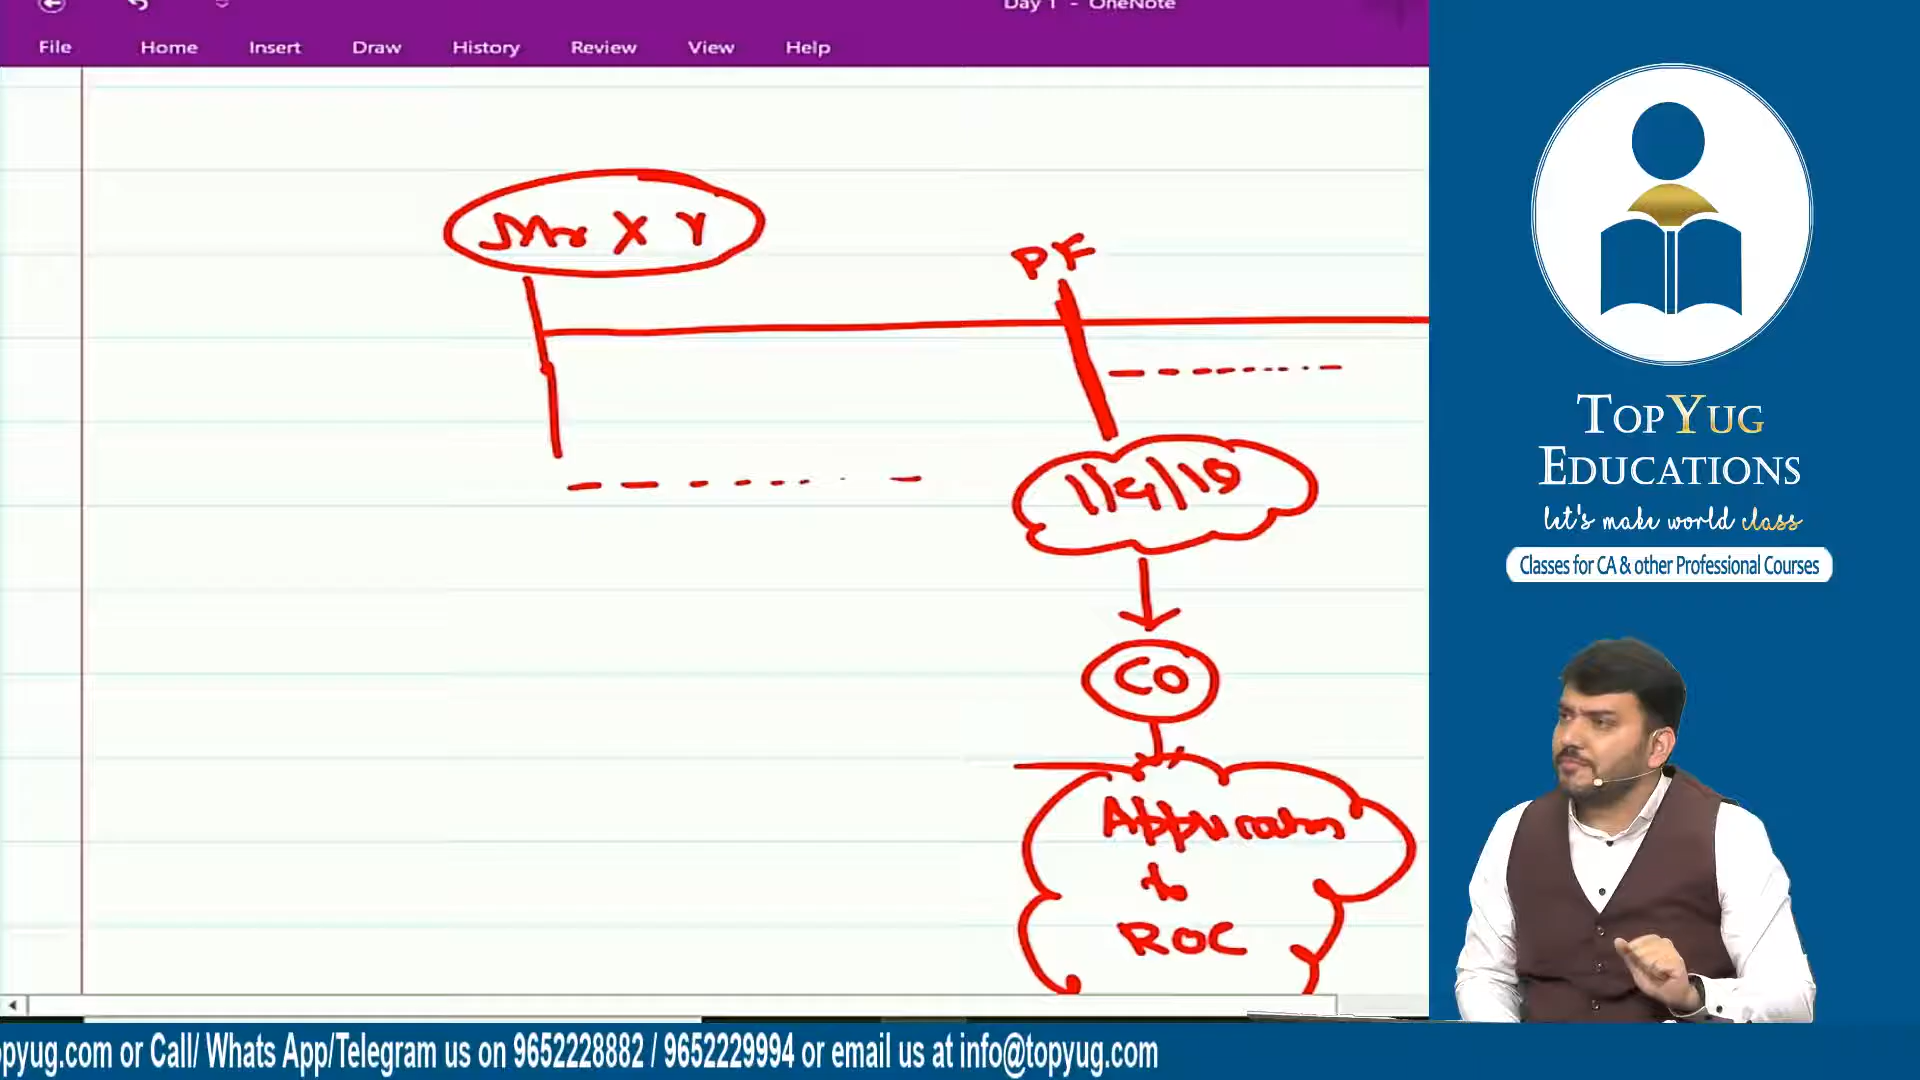 Day 1 - OneNote
File Home Insert Draw History Review View Help
Mr X Y
PF
1/4/18
CO
Application
to
ROC
TOPYUG
EDUCATIONS
let's make world class
Classes for CA & other Professional Courses
opyug.com or Call/ Whats App/Telegram us on 9652228882 / 9652229994 or email us at info@topyug.com